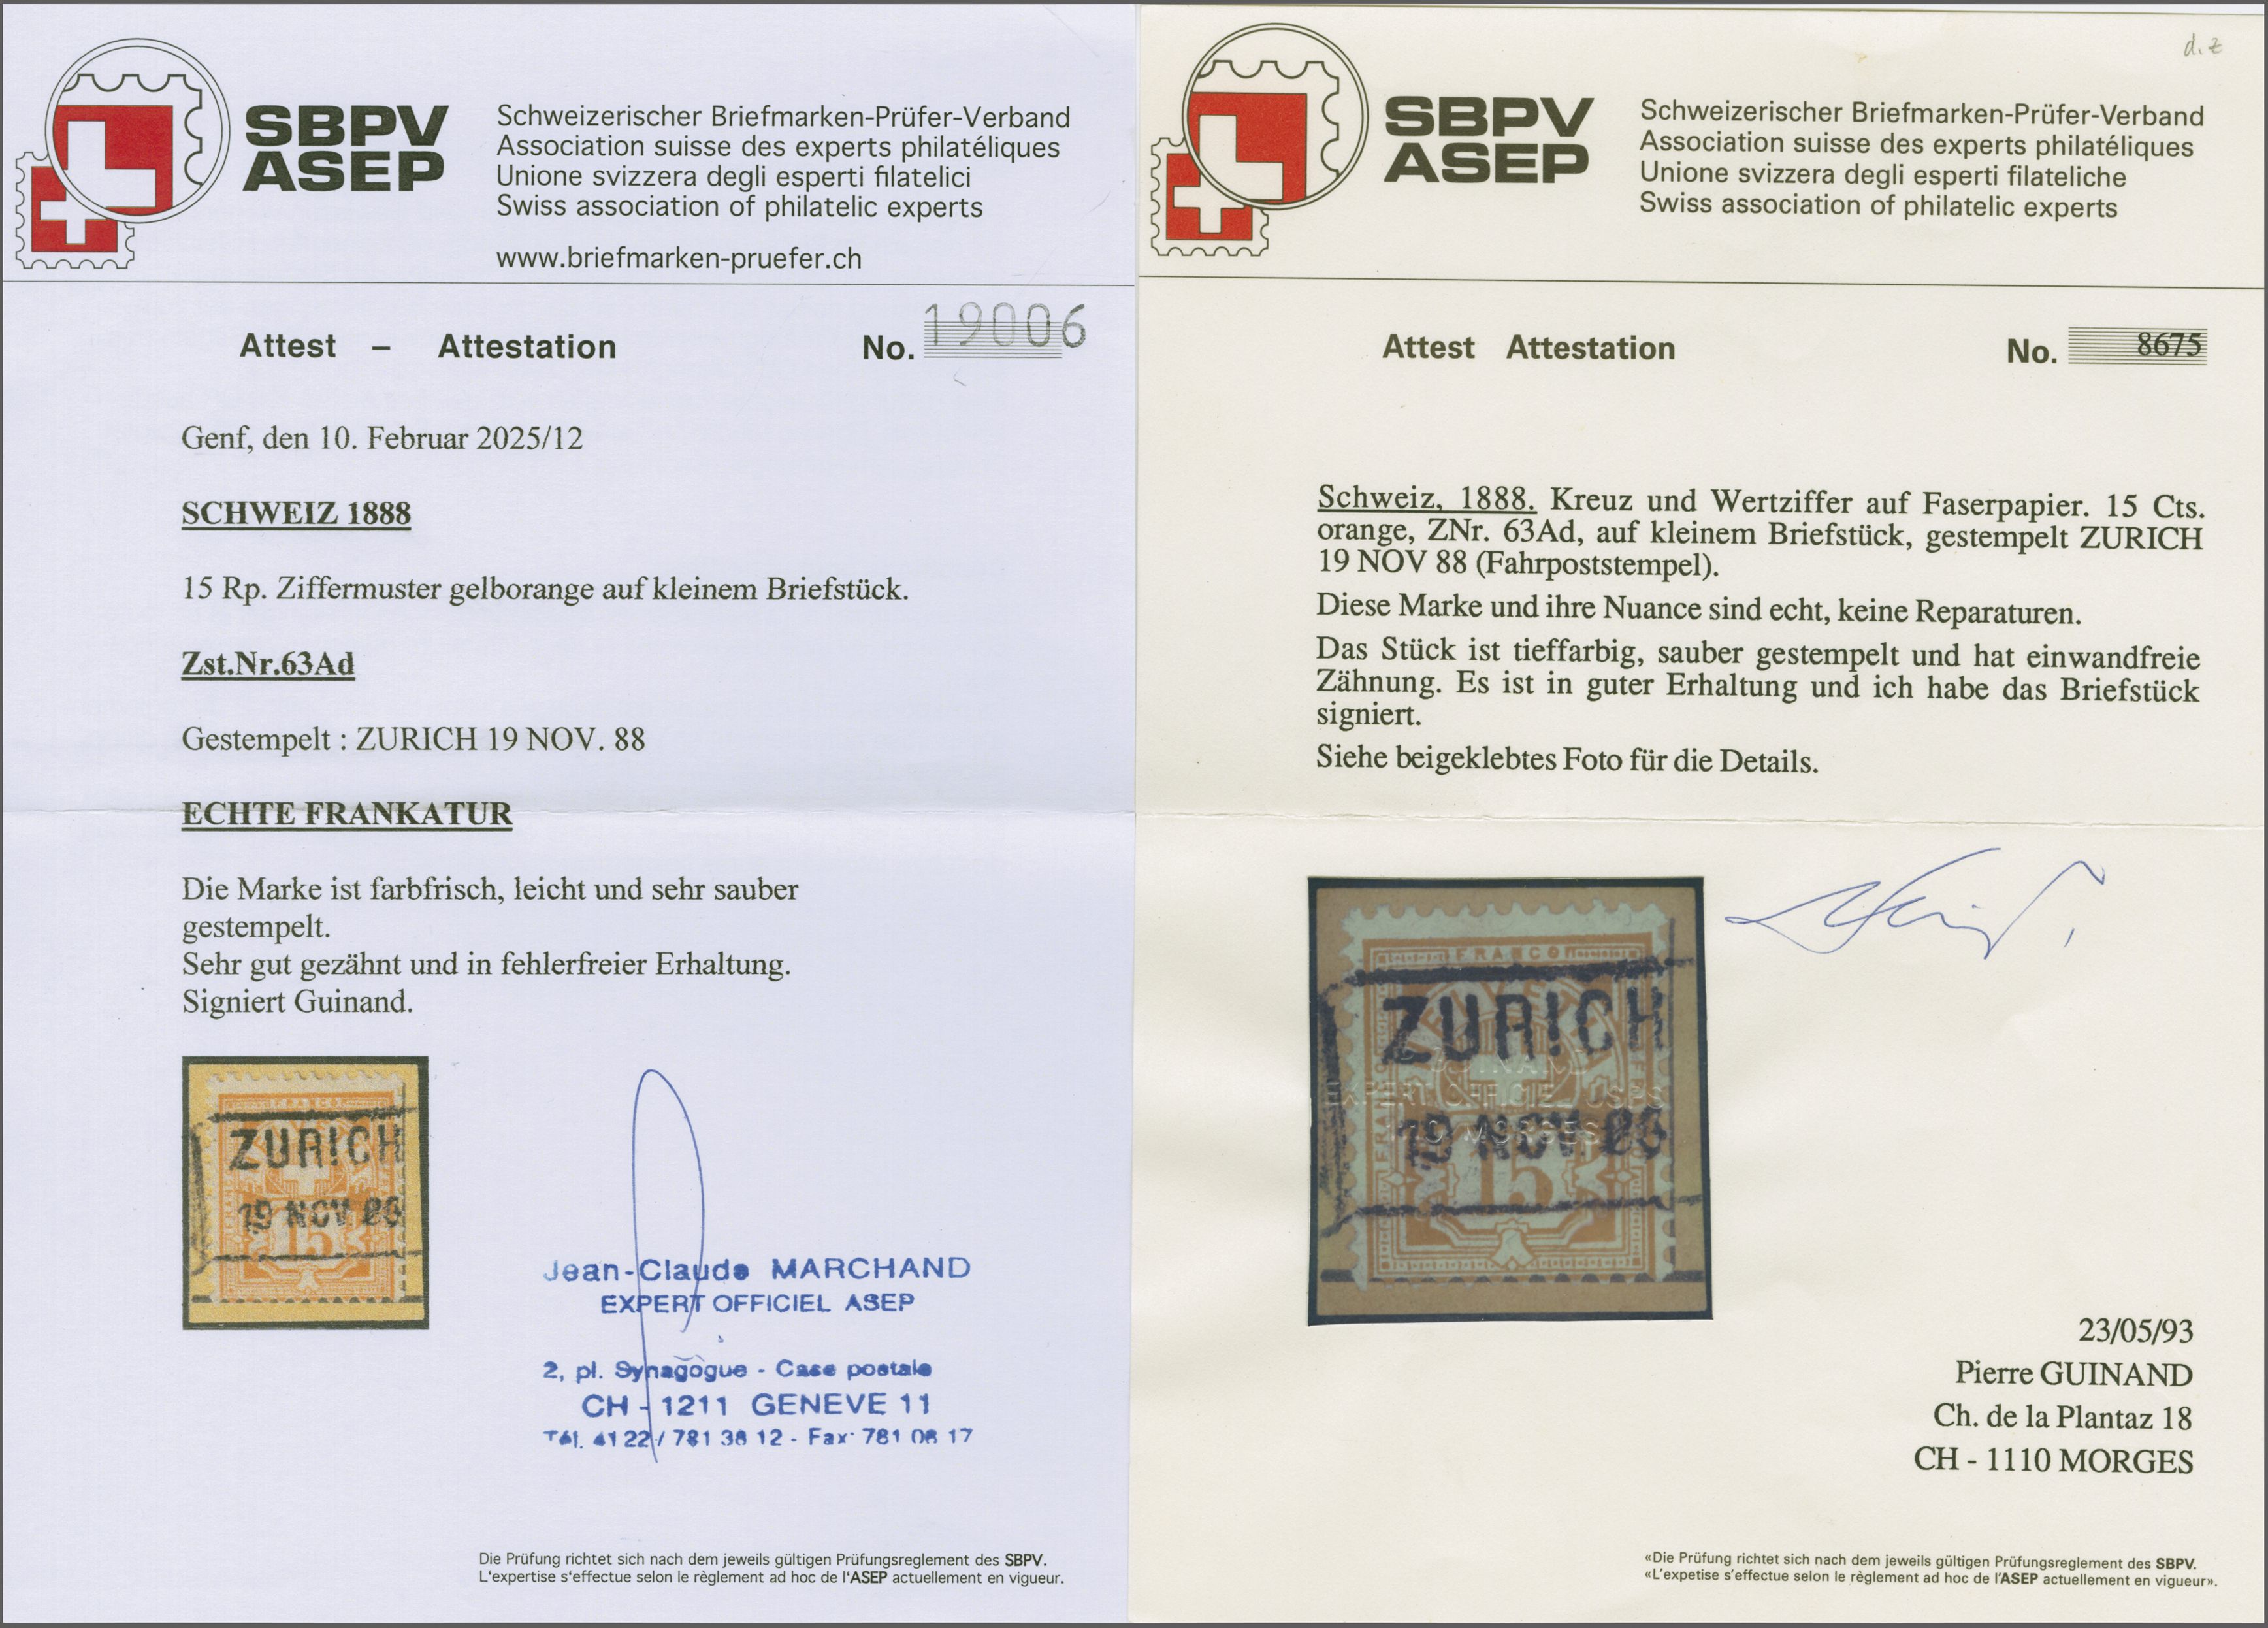 SBPV
ASEP
Schweizerischer Briefmarken-Prüfer-Verband
Association suisse des experts philatéliques
Unione svizzera degli esperti filatelici
Swiss association of philatelic experts
www.briefmarken-pruefer.ch
Attest – Attestation No. 19006
Genf, den 10. Februar 2025/12
SCHWEIZ 1888
15 Rp. Ziffermuster gelborange auf kleinem Briefstück.
Zst.Nr.63Ad
Gestempelt : ZURICH 19 NOV. 88
ECHTE FRANKATUR
Die Marke ist farbfrisch, leicht und sehr sauber
gestempelt.
Sehr gut gezähnt und in fehlerfreier Erhaltung.
Signiert Guinand.
FRANCO
ZURICH
19 NOV 88
15
Jean-Claude MARCHAND
EXPERT OFFICIEL ASEP
2, pl. Synagogue - Case postale
CH - 1211 GENEVE 11
Tél. 41 22 / 781 38 12 - Fax 781 08 17
Die Prüfung richtet sich nach dem jeweils gültigen Prüfungsreglement des SBPV.
L'expertise s'effectue selon le règlement ad hoc de l'ASEP actuellement en vigueur.
d. z
SBPV
ASEP
Schweizerischer Briefmarken-Prüfer-Verband
Association suisse des experts philatéliques
Unione svizzera degli esperti filateliche
Swiss association of philatelic experts
Attest Attestation No. 8675
Schweiz, 1888. Kreuz und Wertziffer auf Faserpapier. 15 Cts.
orange, ZNr. 63Ad, auf kleinem Briefstück, gestempelt ZURICH
19 NOV 88 (Fahrpoststempel).
Diese Marke und ihre Nuance sind echt, keine Reparaturen.
Das Stück ist tieffarbig, sauber gestempelt und hat einwandfreie
Zähnung. Es ist in guter Erhaltung und ich habe das Briefstück
signiert.
Siehe beigeklebtes Foto für die Details.
FRANCO
ZURICH
EXPERT OFFICIEL USPS
19 NOV 88
MORGES
15
23/05/93
Pierre GUINAND
Ch. de la Plantaz 18
CH - 1110 MORGES
«Die Prüfung richtet sich nach dem jeweils gültigen Prüfungsreglement des SBPV.
«L'expetise s'effectue selon le règlement ad hoc de l'ASEP actuellement en vigueur».